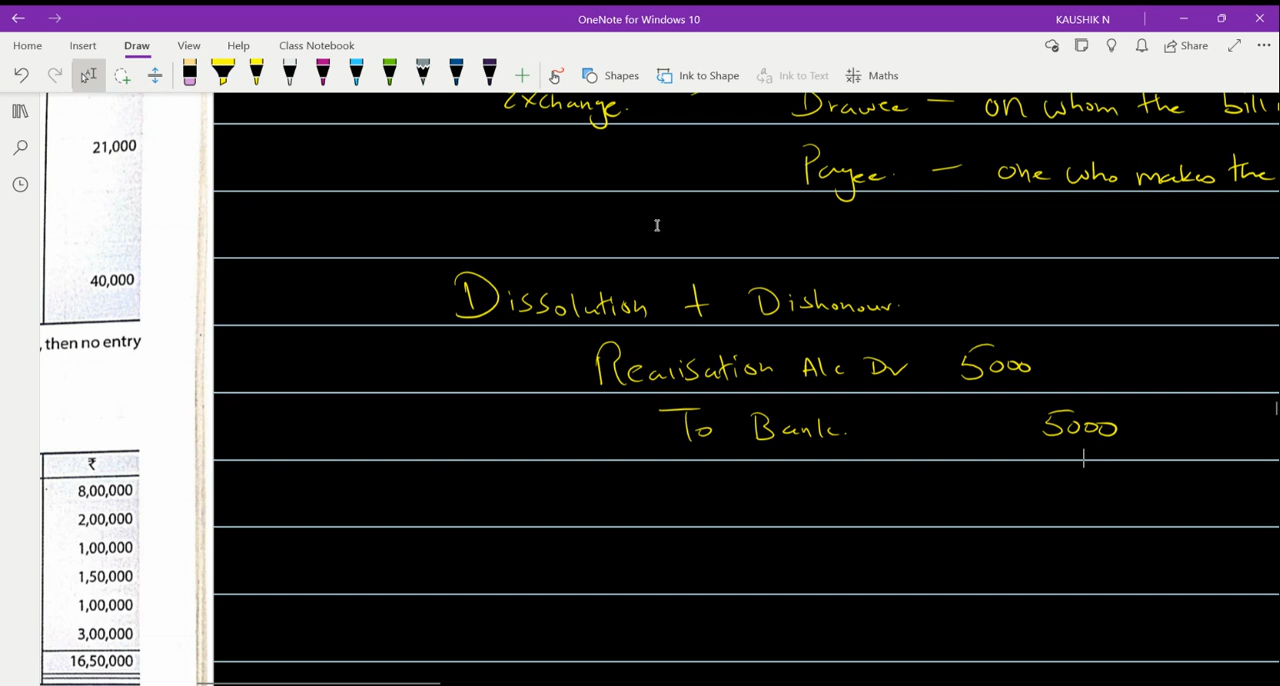 OneNote for Windows 10
KAUSHIK N
Home Insert Draw View Help Class Notebook
Share
Shapes Ink to Shape Ink to Text Maths
Exchange. Drawee – on whom the bill
21,000
Payee. – one who makes the
40,000
Dissolution + Dishonour.
, then no entry
Realisation A/c Dr 5000
To Bank. 5000
₹
8,00,000
2,00,000
1,00,000
1,50,000
1,00,000
3,00,000
16,50,000